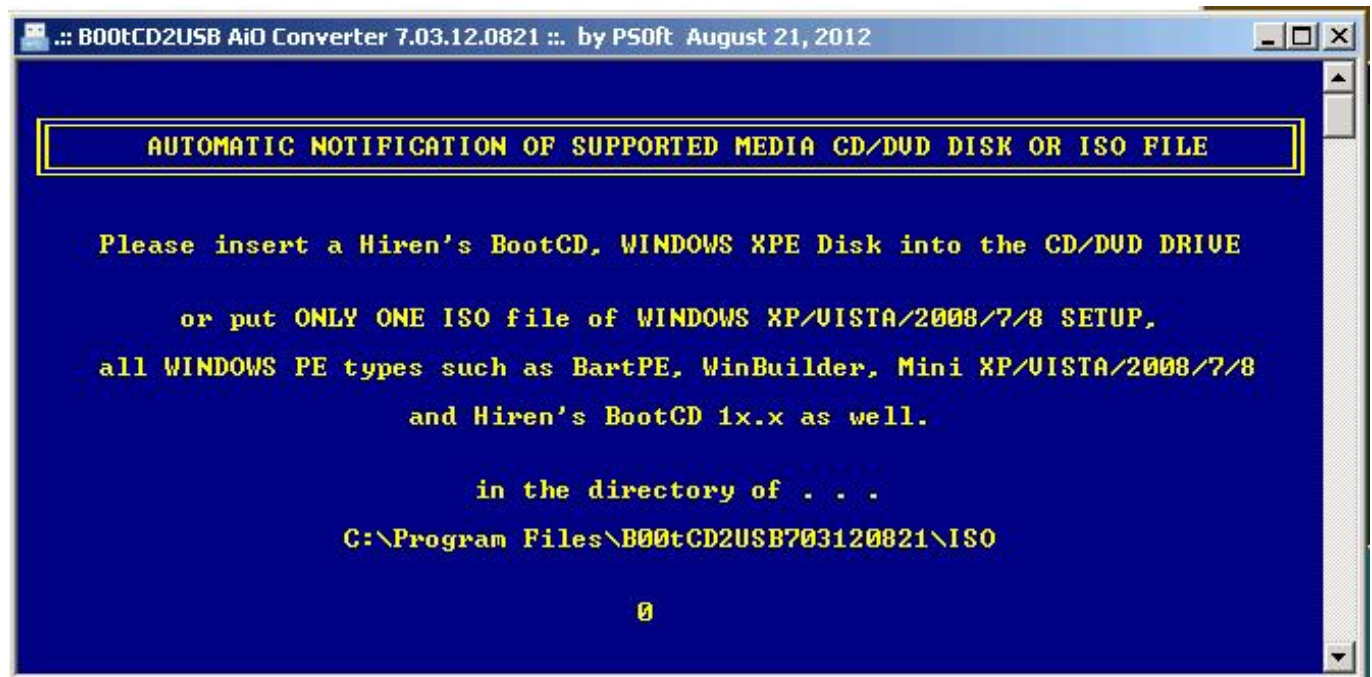 .:: B00tCD2USB AiO Converter 7.03.12.0821 ::. by PS0ft August 21, 2012
AUTOMATIC NOTIFICATION OF SUPPORTED MEDIA CD/DVD DISK OR ISO FILE
Please insert a Hiren's BootCD, WINDOWS XPE Disk into the CD/DVD DRIVE
or put ONLY ONE ISO file of WINDOWS XP/VISTA/2008/7/8 SETUP,
all WINDOWS PE types such as BartPE, WinBuilder, Mini XP/VISTA/2008/7/8
and Hiren's BootCD 1x.x as well.
in the directory of . . .
C:\Program Files\B00tCD2USB703120821\ISO
0